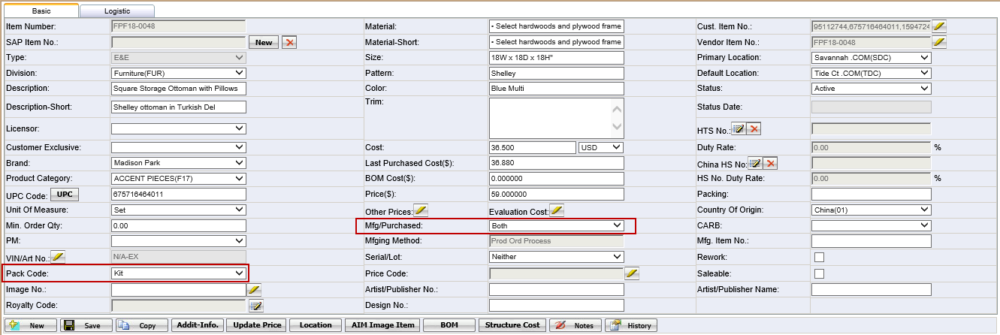 Basic Logistic
Item Number: FPF18-0048 Material: • Select hardwoods and plywood frame Cust. Item No.: 95112744,675716464011,1594724
SAP Item No.: New Material-Short: • Select hardwoods and plywood frame Vendor Item No.: FPF18-0048
Type: E&E Size: 18W x 18D x 18H" Primary Location: Savannah .COM(SDC)
Division: Furniture(FUR) Pattern: Shelley Default Location: Tide Ct .COM(TDC)
Description: Square Storage Ottoman with Pillows Color: Blue Multi Status: Active
Description-Short: Shelley ottoman in Turkish Del Trim: Status Date:
Licensor: HTS No.:
Customer Exclusive: Cost: 36.500 USD Duty Rate: 0.00 %
Brand: Madison Park Last Purchased Cost($): 36.880 China HS No:
Product Category: ACCENT PIECES(F17) BOM Cost($): 0.000000 HS No. Duty Rate: 0.00 %
UPC Code: UPC 675716464011 Price($): 59.000000 Packing:
Unit Of Measure: Set Other Prices: Evaluation Cost: Country Of Origin: China(01)
Min. Order Qty: 0.00 Mfg/Purchased: Both CARB:
PM: Mfging Method: Prod Ord Process Mfg. Item No.:
VIN/Art No.: N/A-EX Serial/Lot: Neither Rework:
Pack Code: Kit Price Code: Saleable:
Image No.: Artist/Publisher No.: Artist/Publisher Name:
Royalty Code: Design No.:
New Save Copy Addit-Info. Update Price Location AIM Image Item BOM Structure Cost Notes History